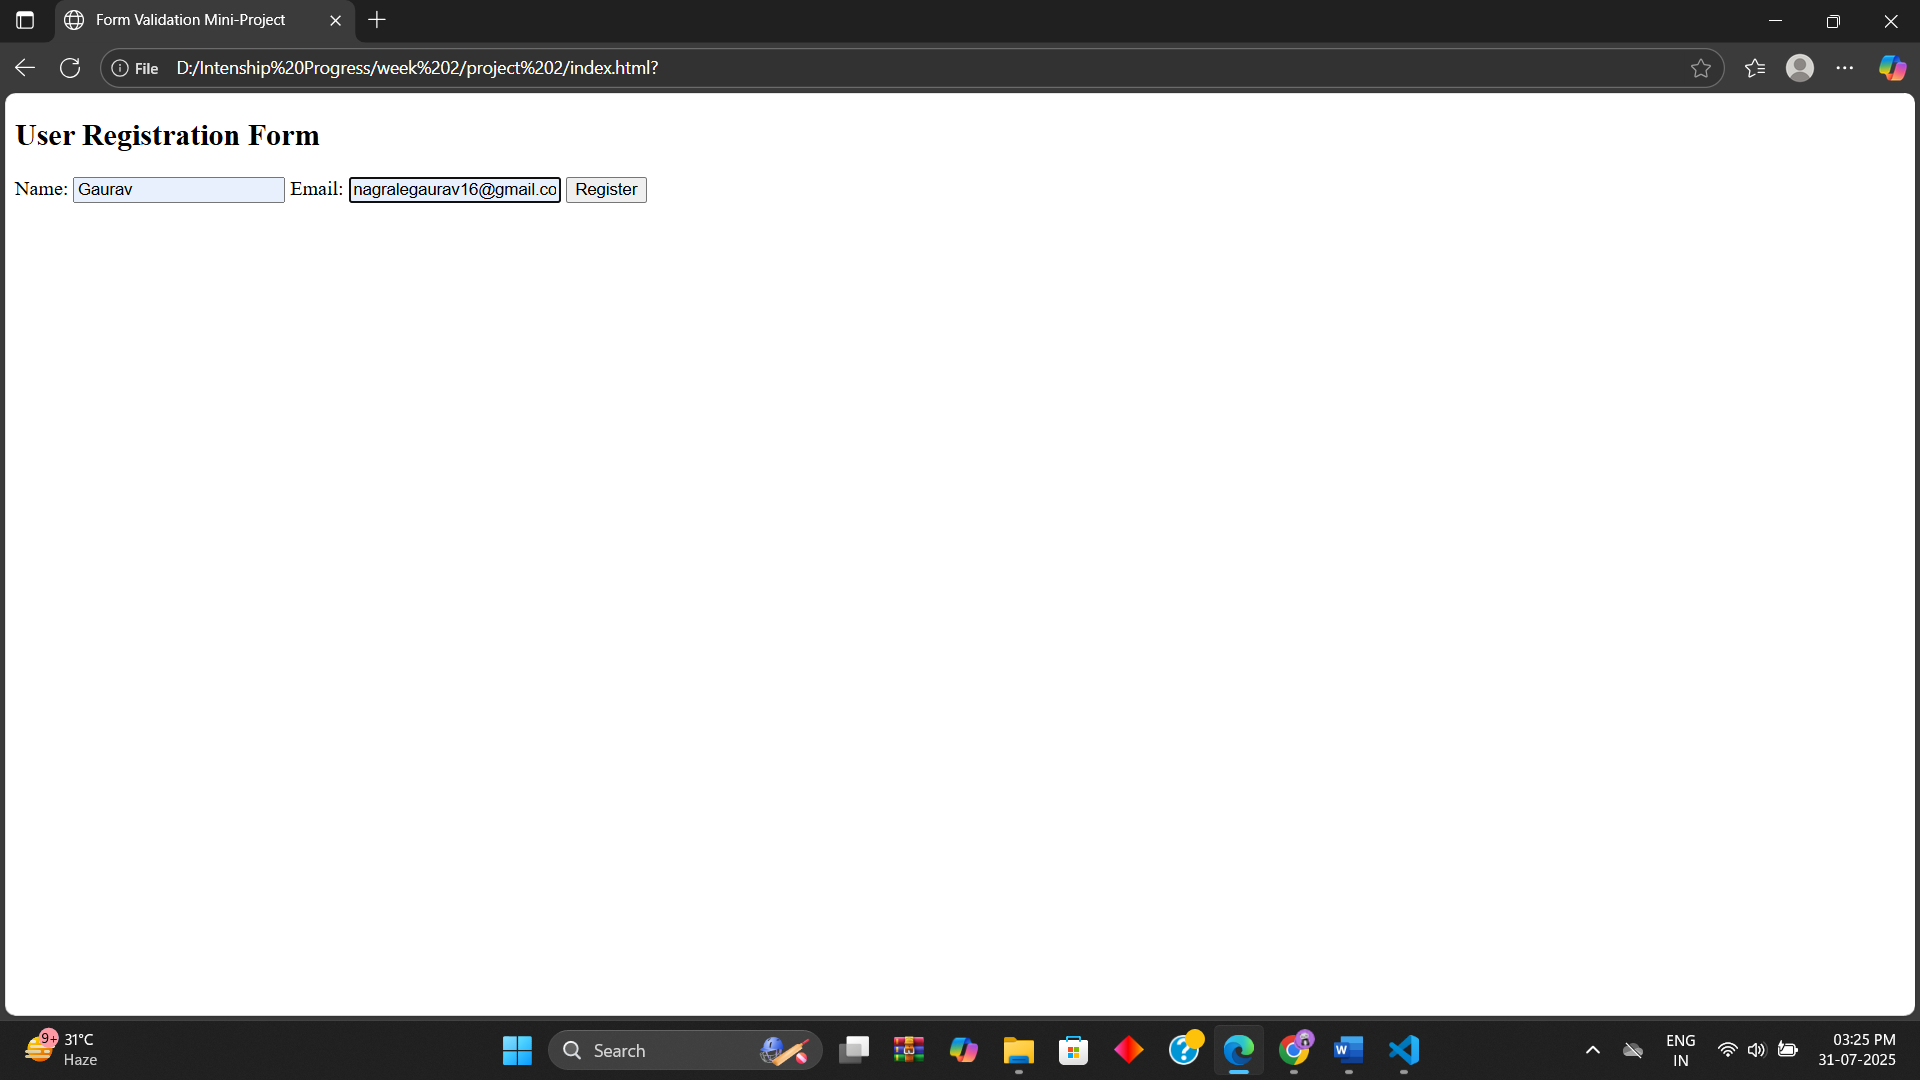 Form Validation Mini-Project
File D:/Intenship%20Progress/week%202/project%202/index.html?
User Registration Form
Name: Gaurav Email: nagralegaurav16@gmail.co Register
9+ 31°C
Haze
Search
ENG
IN
03:25 PM
31-07-2025